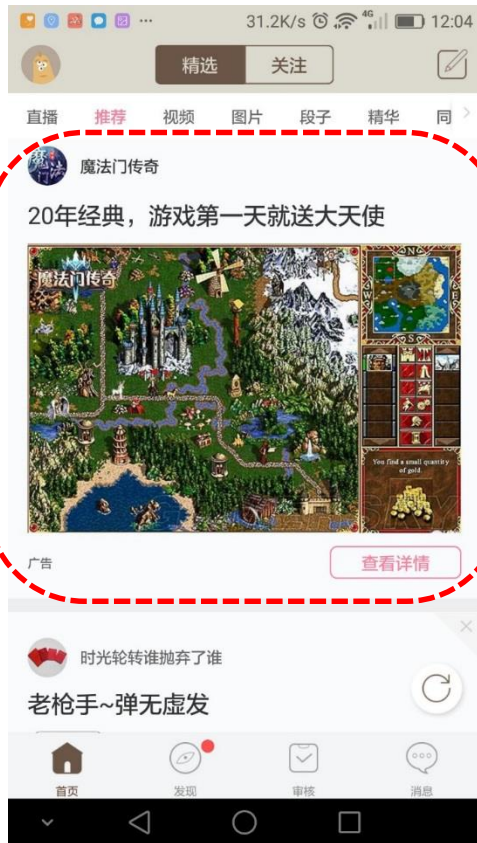 31.2K/s 4G 12:04
精选 关注
直播 推荐 视频 图片 段子 精华 同
魔法门传奇
20年经典，游戏第一天就送大天使
魔法门传奇
N
W E
S
You find a small quantity
of gold.
广告 查看详情
时光轮转谁抛弃了谁
老枪手~弹无虚发
首页 发现 审核 消息